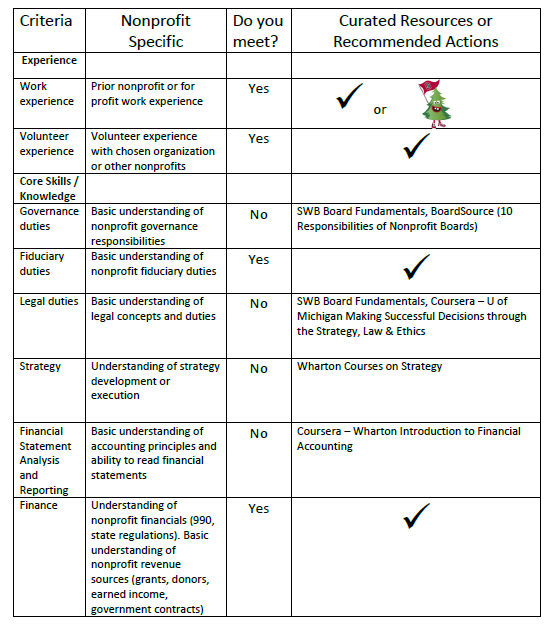 Criteria
Nonprofit
Specific
Do you
meet?
Curated Resources or
Recommended Actions
Experience
Work
experience
Prior nonprofit or for
profit work experience
Yes
or
Volunteer
experience
Volunteer experience
with chosen organization
or other nonprofits
Yes
Core Skills /
Knowledge
Governance
duties
Basic understanding of
nonprofit governance
responsibilities
No
SWB Board Fundamentals, BoardSource (10
Responsibilities of Nonprofit Boards)
Fiduciary
duties
Basic understanding of
nonprofit fiduciary duties
Yes
Legal duties
Basic understanding of
legal concepts and duties
No
SWB Board Fundamentals, Coursera – U of
Michigan Making Successful Decisions through
the Strategy, Law & Ethics
Strategy
Understanding of strategy
development or
execution
No
Wharton Courses on Strategy
Financial
Statement
Analysis
and
Reporting
Basic understanding of
accounting principles and
ability to read financial
statements
No
Coursera – Wharton Introduction to Financial
Accounting
Finance
Understanding of
nonprofit financials (990,
state regulations). Basic
understanding of
nonprofit revenue
sources (grants, donors,
earned income,
government contracts)
Yes